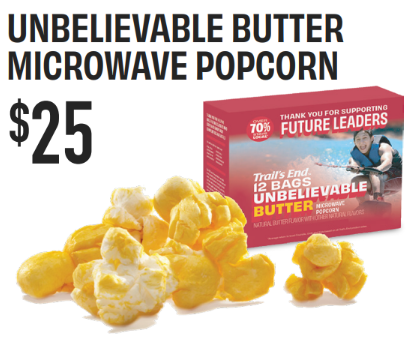 UNBELIEVABLE BUTTER
MICROWAVE POPCORN
$25
70%
THANK YOU FOR SUPPORTING
FUTURE LEADERS
Trail's End.
12 BAGS
UNBELIEVABLE
BUTTER
MICROWAVE
POPCORN